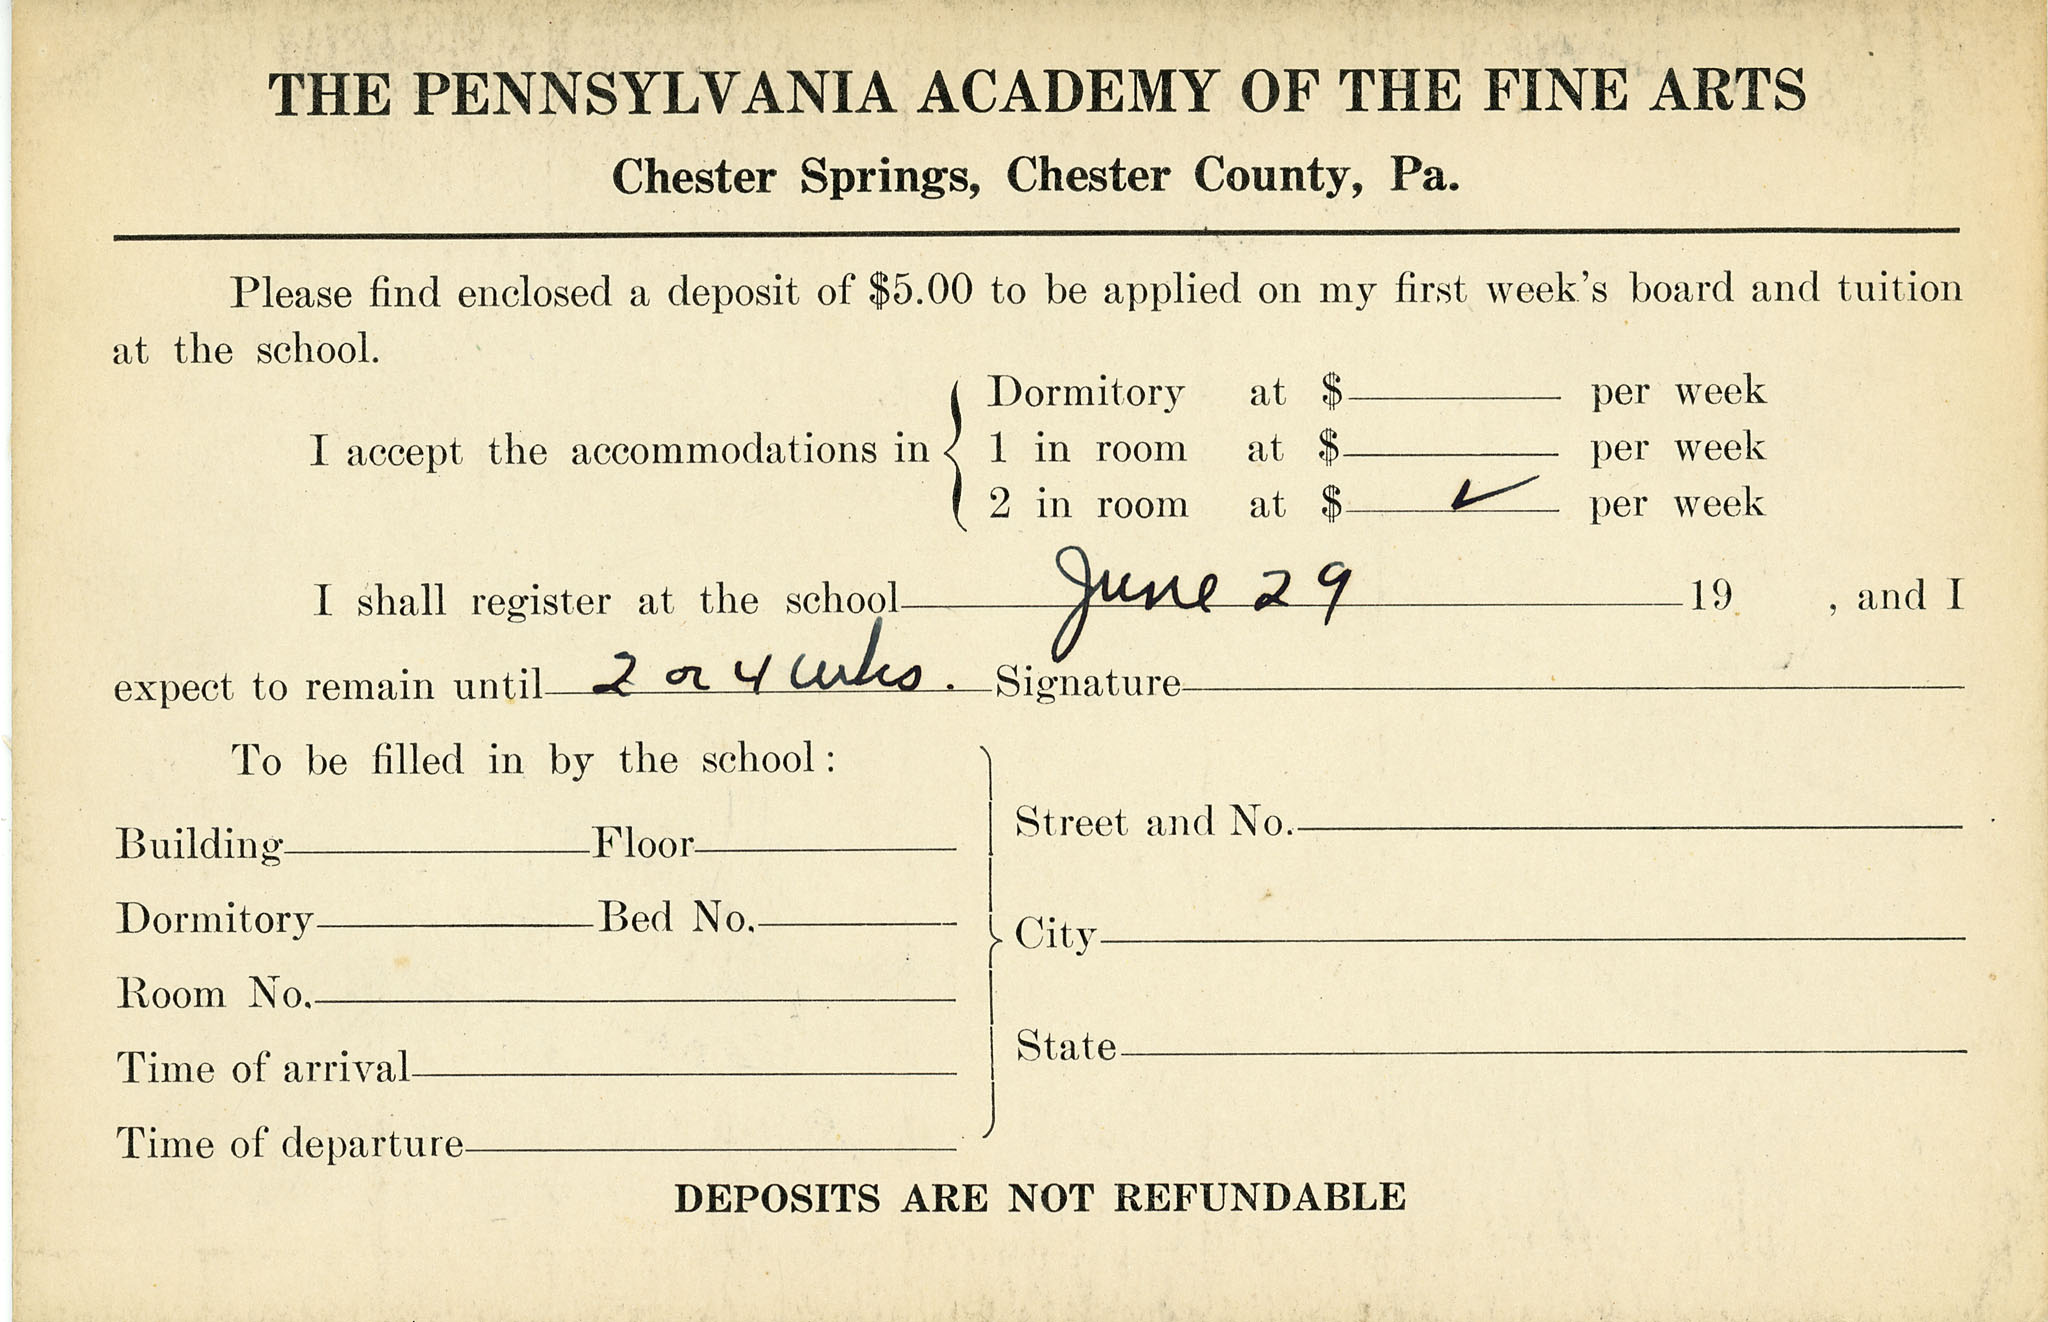 THE PENNSYLVANIA ACADEMY OF THE FINE ARTS
Chester Springs, Chester County, Pa.
Please find enclosed a deposit of $5.00 to be applied on my first week's board and tuition
at the school.
I accept the accommodations in
Dormitory at $ per week
1 in room at $ per week
2 in room at $ ✓ per week
I shall register at the school June 29 19 , and I
expect to remain until 2 or 4 wks. Signature
To be filled in by the school:
Building Floor
Dormitory Bed No.
Room No.
Time of arrival
Time of departure
Street and No.
City
State
DEPOSITS ARE NOT REFUNDABLE